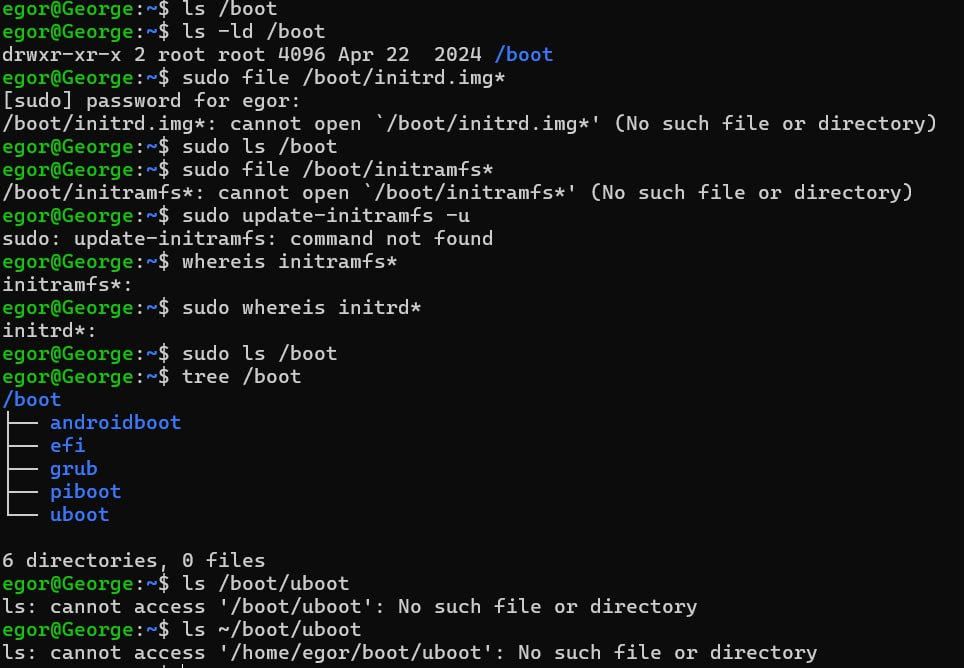 egor@George:~$ ls /boot
egor@George:~$ ls -ld /boot
drwxr-xr-x 2 root root 4096 Apr 22  2024 /boot
egor@George:~$ sudo file /boot/initrd.img*
[sudo] password for egor:
/boot/initrd.img*: cannot open `/boot/initrd.img*' (No such file or directory)
egor@George:~$ sudo ls /boot
egor@George:~$ sudo file /boot/initramfs*
/boot/initramfs*: cannot open `/boot/initramfs*' (No such file or directory)
egor@George:~$ sudo update-initramfs -u
sudo: update-initramfs: command not found
egor@George:~$ whereis initramfs*
initramfs*:
egor@George:~$ sudo whereis initrd*
initrd*:
egor@George:~$ sudo ls /boot
egor@George:~$ tree /boot
/boot
├── androidboot
├── efi
├── grub
├── piboot
└── uboot
6 directories, 0 files
egor@George:~$ ls /boot/uboot
ls: cannot access '/boot/uboot': No such file or directory
egor@George:~$ ls ~/boot/uboot
ls: cannot access '/home/egor/boot/uboot': No such file or directory